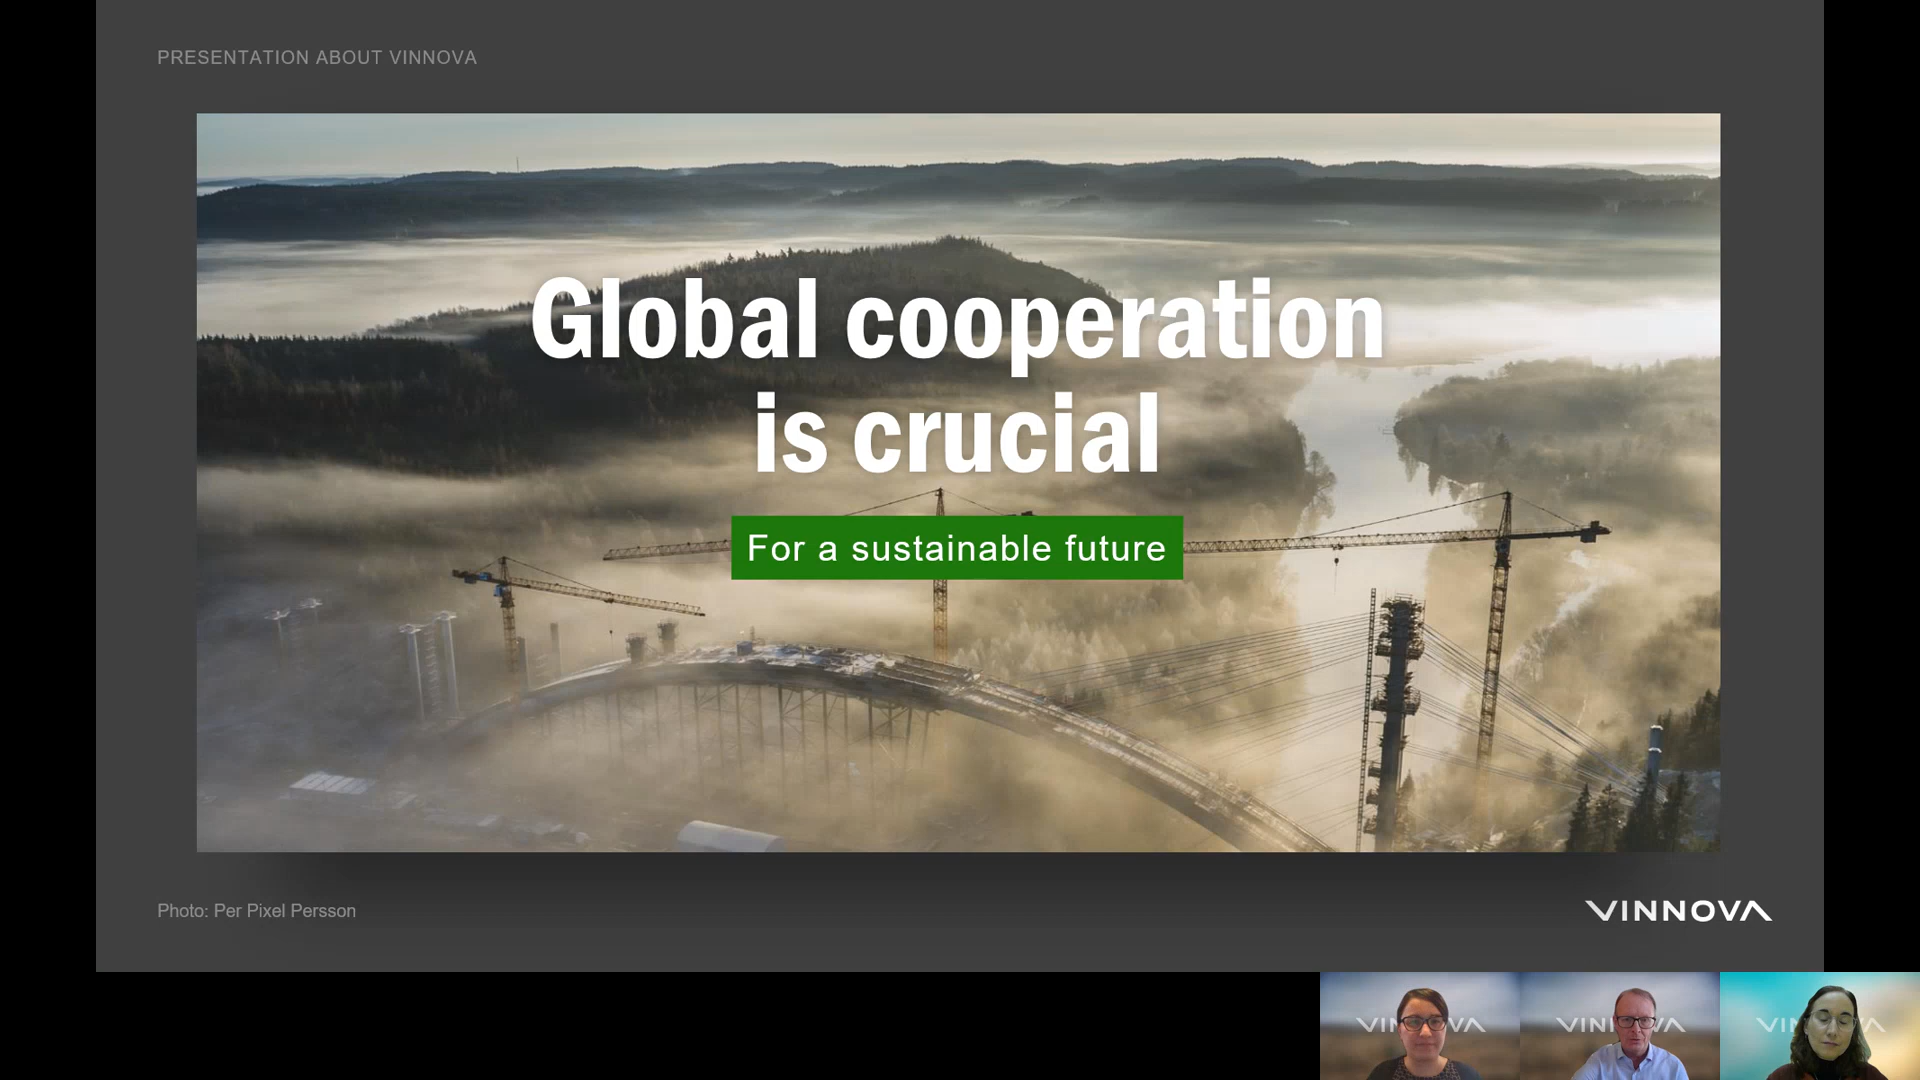 PRESENTATION ABOUT VINNOVA
Global cooperation
is crucial
For a sustainable future
Photo: Per Pixel Persson
VINNOVA